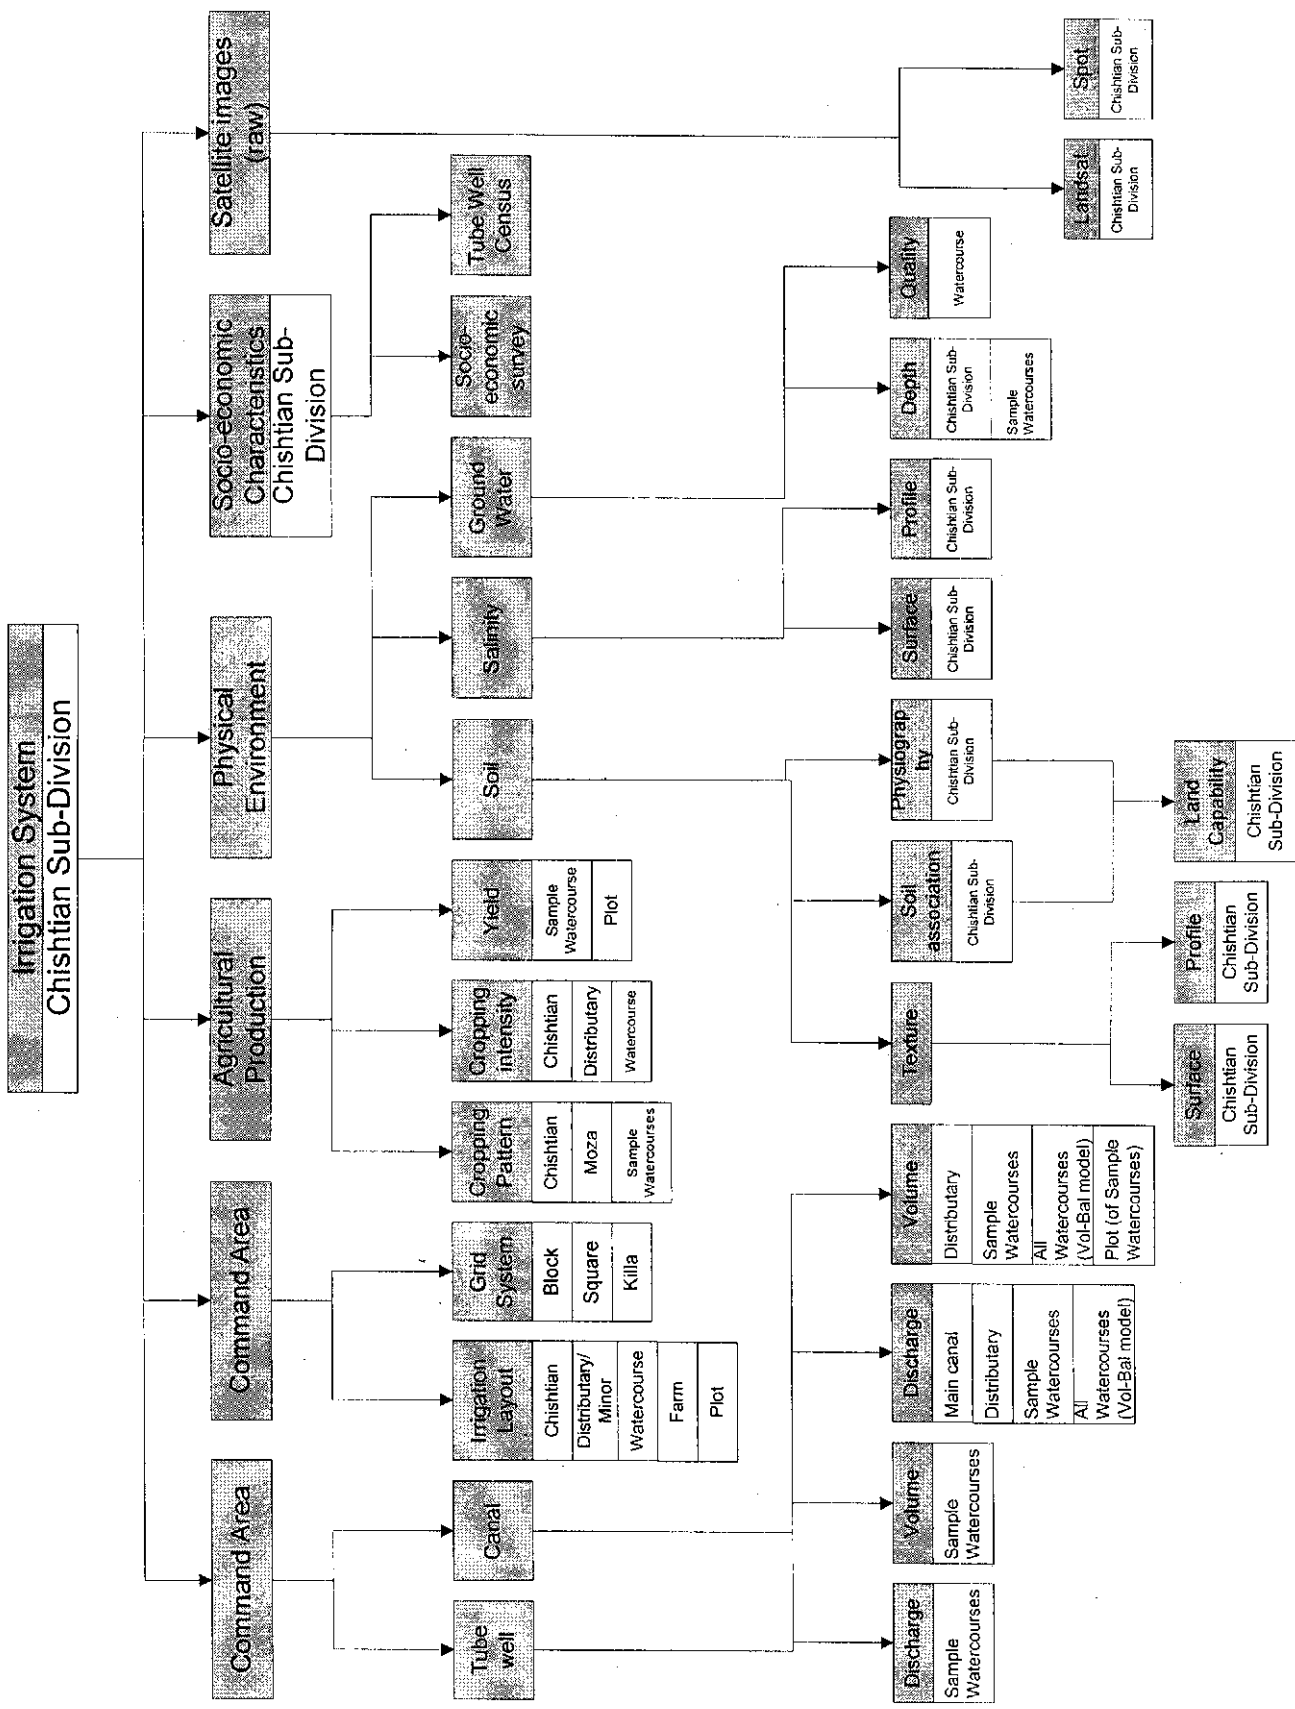 Irrigation System
Chishtian Sub-Division
Command Area
Command Area
Agricultural
Production
Physical
Environment
Socio-economic
Characteristics
Chishtian Sub-
Division
Satellite images
(raw)
Tube
well
Canal
Irrigation
Layout
Chishtian
Distributary/
Minor
Watercourse
Farm
Plot
Grid
System
Block
Square
Killa
Cropping
Pattern
Chishtian
Moza
Sample
Watercourses
Cropping
intensity
Chishtian
Distributary
Watercourse
Yield
Sample
Watercourse
Plot
Soil
Salinity
Ground
Water
Socio-
economic
survey
Tube Well
Census
Discharge
Sample
Watercourses
Volume
Sample
Watercourses
Discharge
Main canal
Distributary
Sample
Watercourses
All
Watercourses
(Vol-Bal model)
Volume
Distributary
Sample
Watercourses
All
Watercourses
(Vol-Bal model)
Plot (of Sample
Watercourses)
Texture
Soil
association
Chishtian Sub-
Division
Physiograp
hy
Chishtian Sub-
Division
Surface
Chishtian Sub-
Division
Profile
Chishtian Sub-
Division
Depth
Chishtian Sub-
Division
Sample
Watercourses
Quality
Watercourse
Landsat
Chishtian Sub-
Division
Spot
Chishtian Sub-
Division
Surface
Chishtian
Sub-Division
Profile
Chishtian
Sub-Division
Land
Capability
Chishtian
Sub-Division